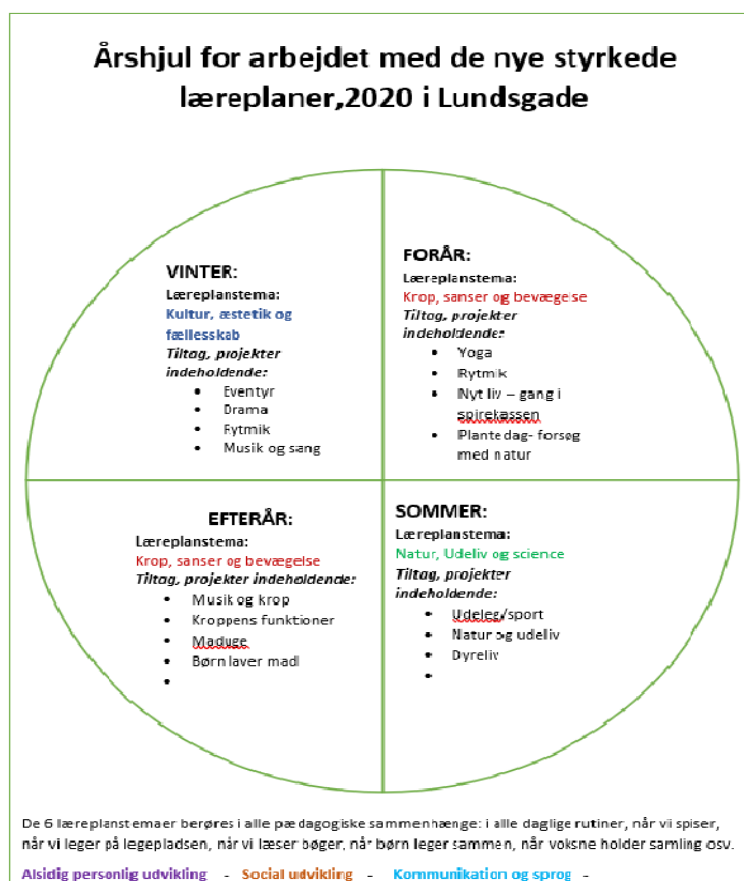 Årshjul for arbejdet med de nye styrkede
læreplaner,2020 i Lundsgade
VINTER:
Læreplanstema:
Kultur, æstetik og
fællesskab
Tiltag, projekter
indeholdende:
• Eventyr
• Drama
• Rytmik
• Musik og sang
FORÅR:
Læreplanstema:
Krop, sanser og bevægelse
Tiltag, projekter
indeholdende:
• Yoga
• Rytmik
• Nyt liv – gang i
spirekassen
• Plantedag- forsøg
med natur
EFTERÅR:
Læreplanstema:
Krop, sanser og bevægelse
Tiltag, projekter indeholdende:
• Musik og krop
• Kroppens funktioner
• Maduge
• Børn laver mad
•
SOMMER:
Læreplanstema:
Natur, Udeliv og science
Tiltag, projekter
indeholdende:
• Udeleg/sport
• Natur og udeliv
• Dyreliv
•
De 6 læreplanstemaer berøres i alle pædagogiske sammenhænge: i alle daglige rutiner, når vi spiser,
når vi leger på legepladsen, når vi læser bøger, når børn leger sammen, når voksne holder samling osv.
Alsidig personlig udvikling - Social udvikling - Kommunikation og sprog -